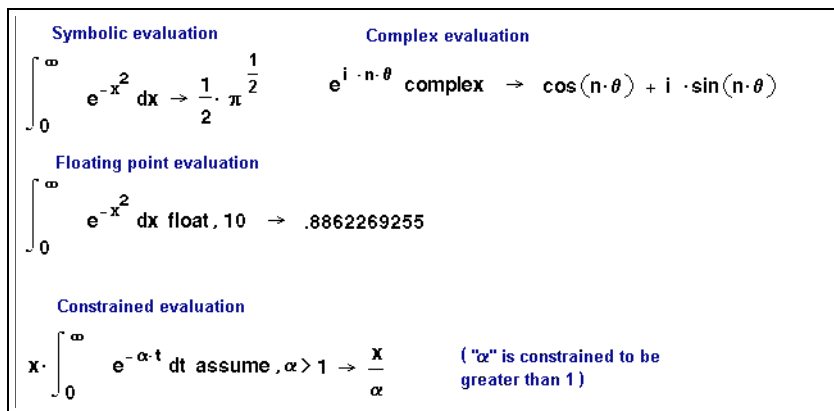 Symbolic evaluation
∫₀^∞ e^(-x²) dx → 1/2 · π^(1/2)
Complex evaluation
e^(i·n·θ) complex → cos(n·θ) + i ·sin(n·θ)
Floating point evaluation
∫₀^∞ e^(-x²) dx float, 10 → .8862269255
Constrained evaluation
x· ∫₀^∞ e^(-α·t) dt assume, α > 1 → x/α
( "α" is constrained to be
greater than 1 )